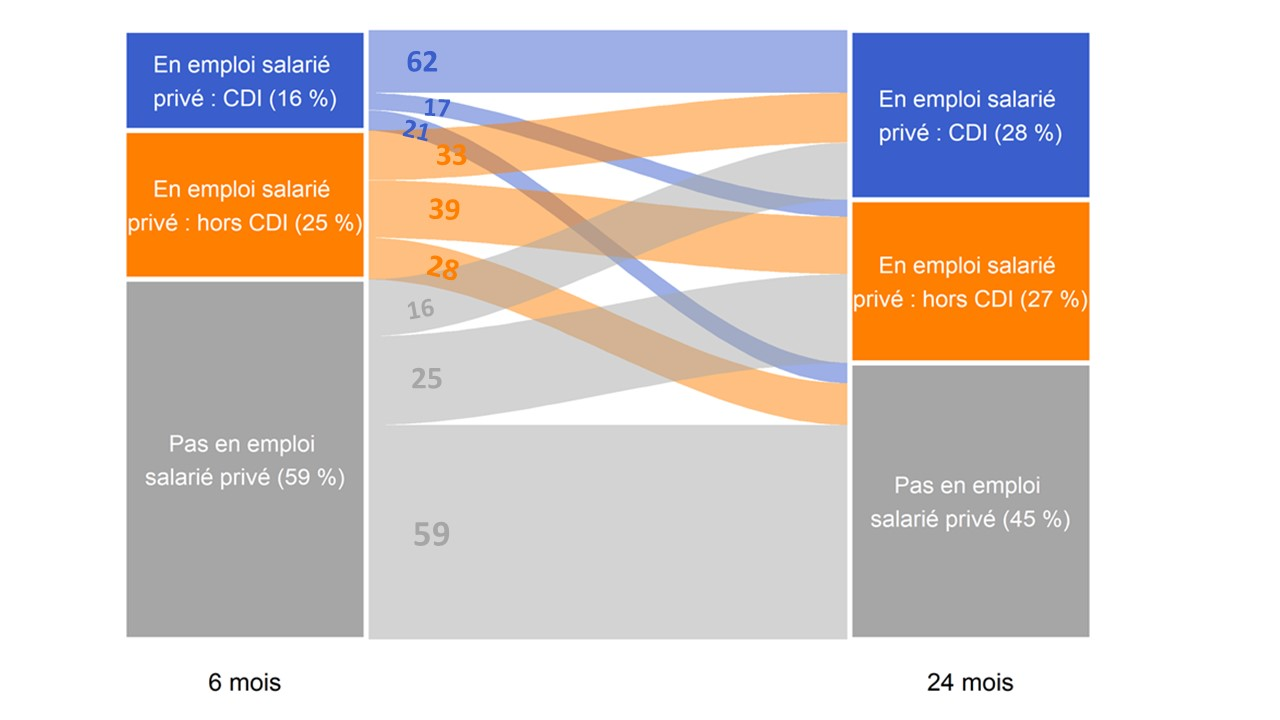 En emploi salarié
privé : CDI (16 %)
En emploi salarié
privé : hors CDI (25 %)
Pas en emploi
salarié privé (59 %)
62
17
21
33
39
28
16
25
59
En emploi salarié
privé : CDI (28 %)
En emploi salarié
privé : hors CDI (27 %)
Pas en emploi
salarié privé (45 %)
6 mois
24 mois